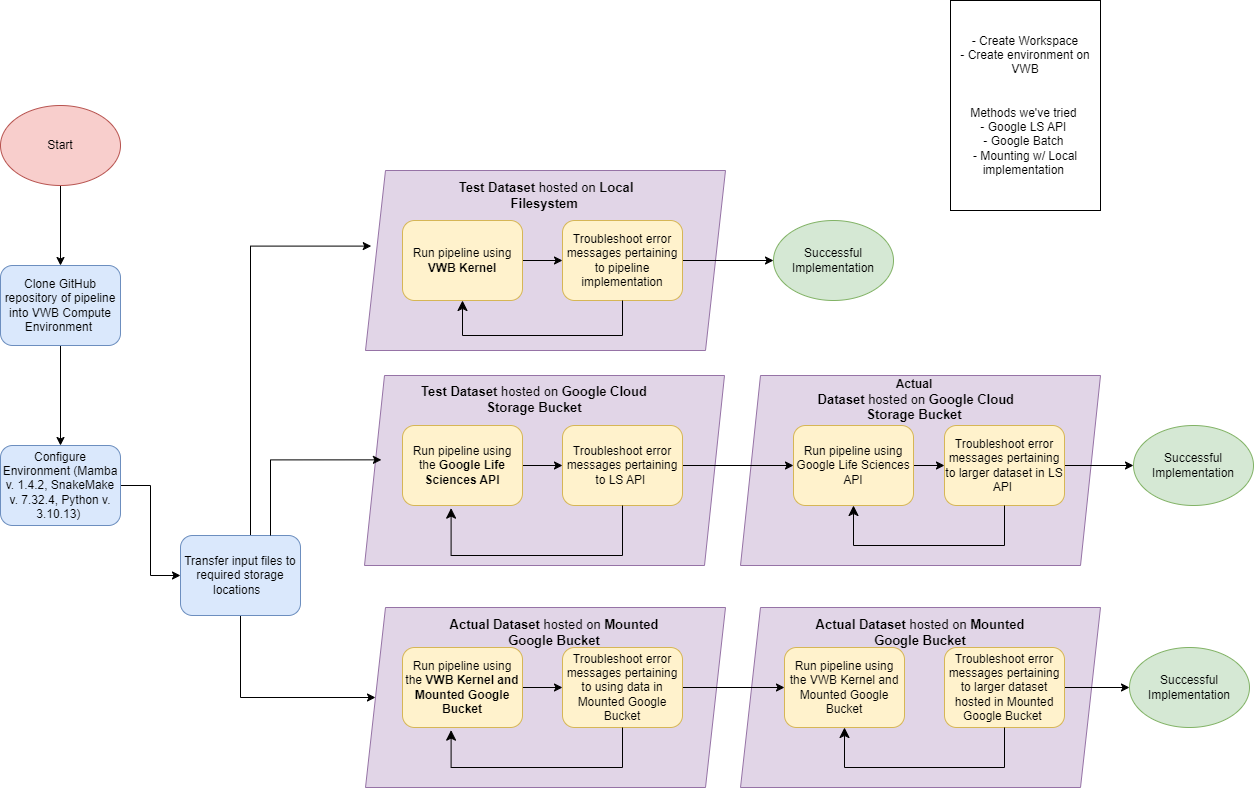 - Create Workspace
- Create environment on
VWB
Methods we've tried
- Google LS API
- Google Batch
- Mounting w/ Local
implementation
Start
Clone GitHub
repository of pipeline
into VWB Compute
Environment
Configure
Environment (Mamba
v. 1.4.2, SnakeMake
v. 7.32.4, Python v.
3.10.13)
Transfer input files to
required storage
locations
Test Dataset hosted on Local
Filesystem
Run pipeline using
VWB Kernel
Troubleshoot error
messages pertaining
to pipeline
implementation
Successful
Implementation
Test Dataset hosted on Google Cloud
Storage Bucket
Run pipeline using
the Google Life
Sciences API
Troubleshoot error
messages pertaining
to LS API
Actual
Dataset hosted on Google Cloud
Storage Bucket
Run pipeline using
Google Life Sciences
API
Troubleshoot error
messages pertaining
to larger dataset in LS
API
Successful
Implementation
Actual Dataset hosted on Mounted
Google Bucket
Run pipeline using
the VWB Kernel and
Mounted Google
Bucket
Troubleshoot error
messages pertaining
to using data in
Mounted Google
Bucket
Actual Dataset hosted on Mounted
Google Bucket
Run pipeline using
the VWB Kernel and
Mounted Google
Bucket
Troubleshoot error
messages pertaining
to larger dataset
hosted in Mounted
Google Bucket
Successful
Implementation